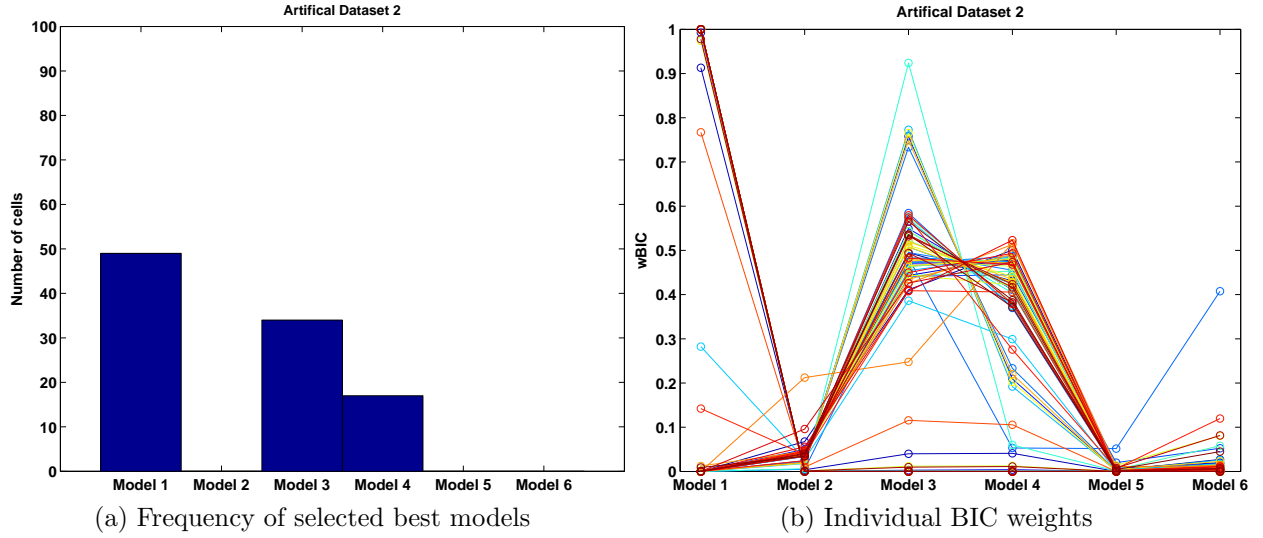 Artifical Dataset 2
100
90
80
70
60
50
40
30
20
10
0
Number of cells
Model 1 Model 2 Model 3 Model 4 Model 5 Model 6
(a) Frequency of selected best models
Artifical Dataset 2
1
0.9
0.8
0.7
0.6
0.5
0.4
0.3
0.2
0.1
0
wBIC
Model 1 Model 2 Model 3 Model 4 Model 5 Model 6
(b) Individual BIC weights